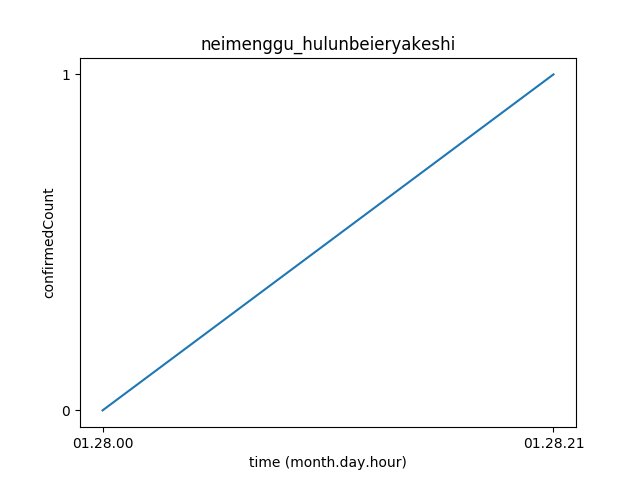 neimenggu_hulunbeieryakeshi
1
confirmedCount
0
01.28.00 01.28.21
time (month.day.hour)